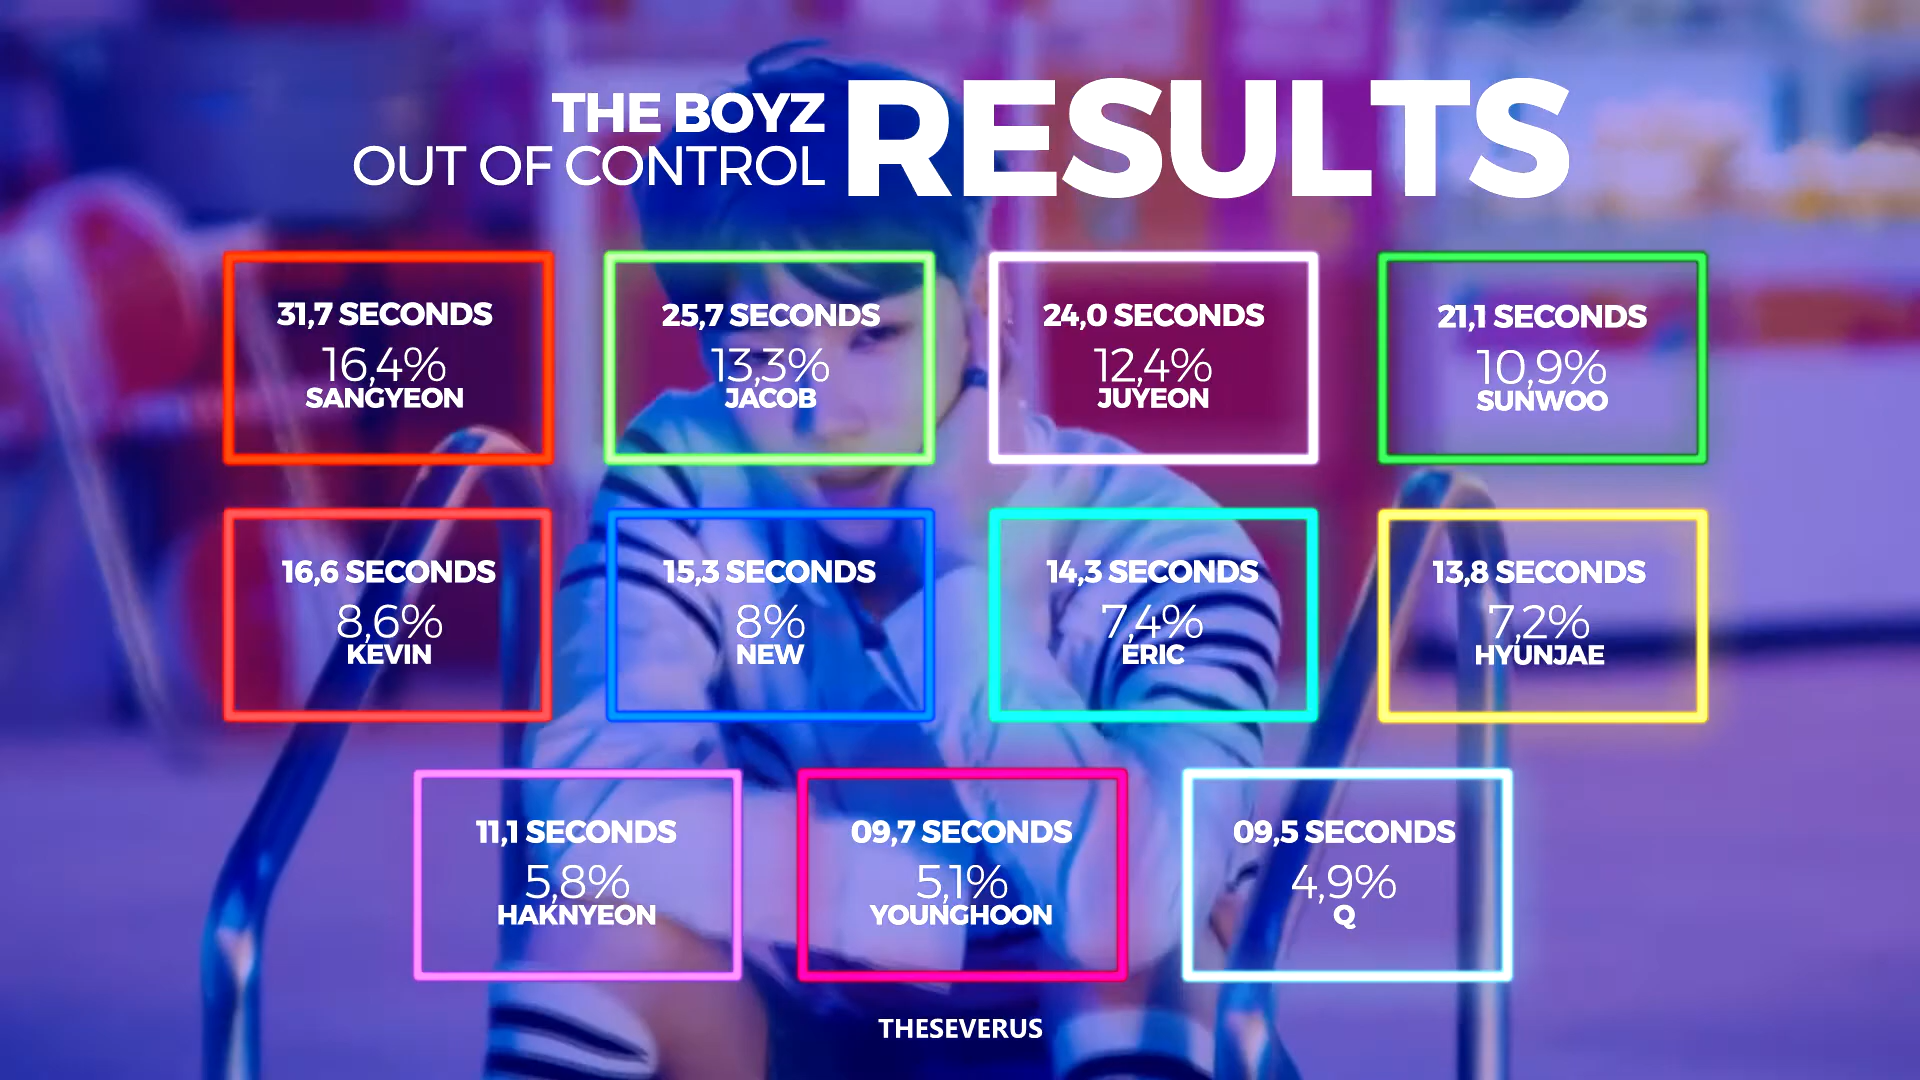 THE BOYZ
OUT OF CONTROL
RESULTS
31,7 SECONDS
16,4%
SANGYEON
25,7 SECONDS
13,3%
JACOB
24,0 SECONDS
12,4%
JUYEON
21,1 SECONDS
10,9%
SUNWOO
16,6 SECONDS
8,6%
KEVIN
15,3 SECONDS
8%
NEW
14,3 SECONDS
7,4%
ERIC
13,8 SECONDS
7,2%
HYUNJAE
11,1 SECONDS
5,8%
HAKNYEON
09,7 SECONDS
5,1%
YOUNGHOON
09,5 SECONDS
4,9%
Q
THESEVERUS